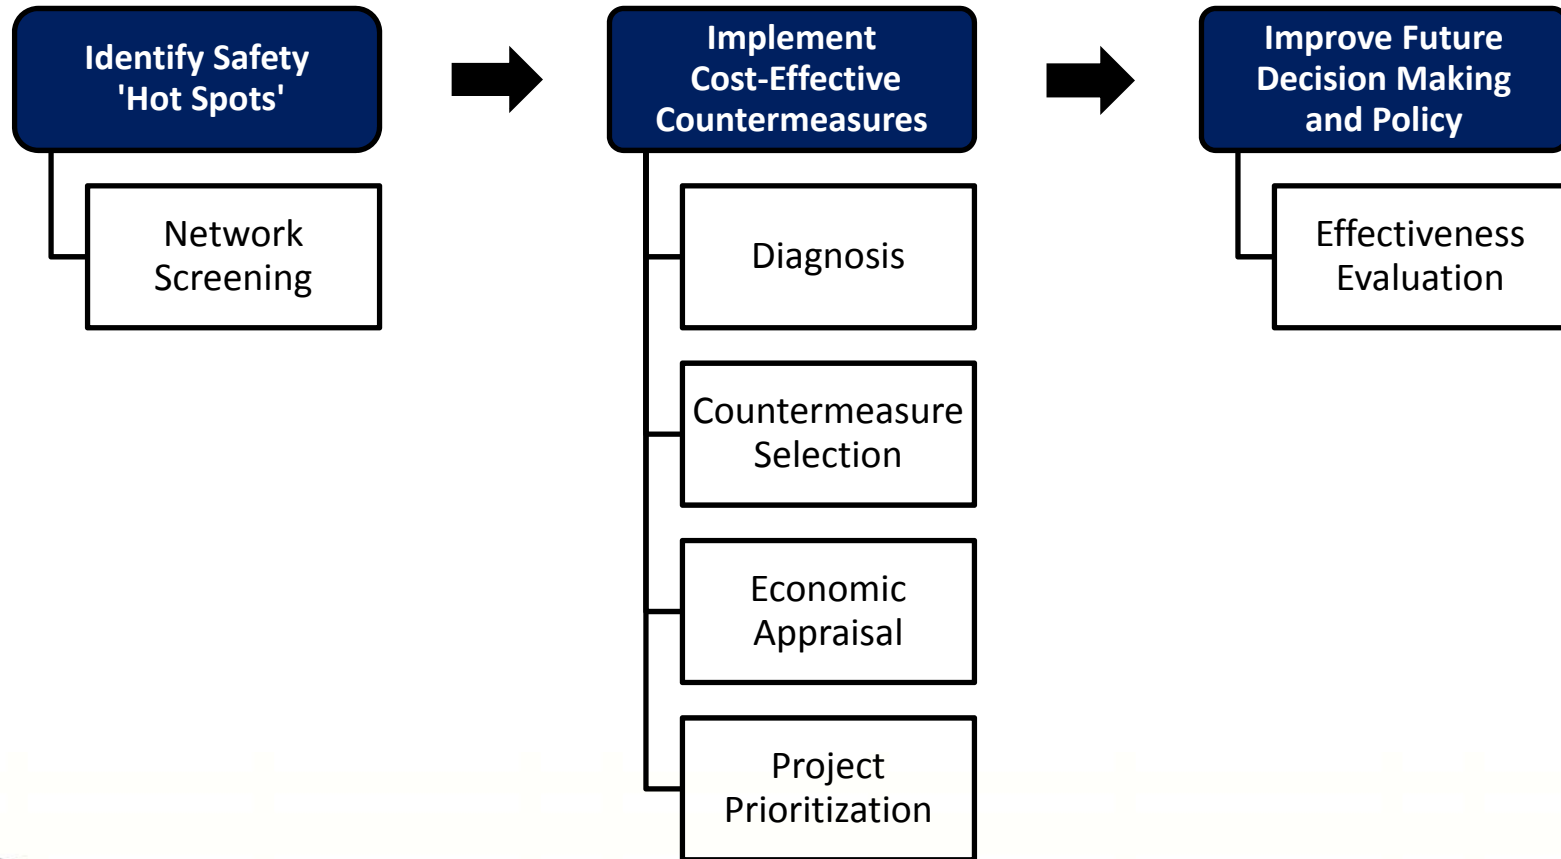 Identify Safety
'Hot Spots'
Network
Screening
Implement
Cost-Effective
Countermeasures
Diagnosis
Countermeasure
Selection
Economic
Appraisal
Project
Prioritization
Improve Future
Decision Making
and Policy
Effectiveness
Evaluation